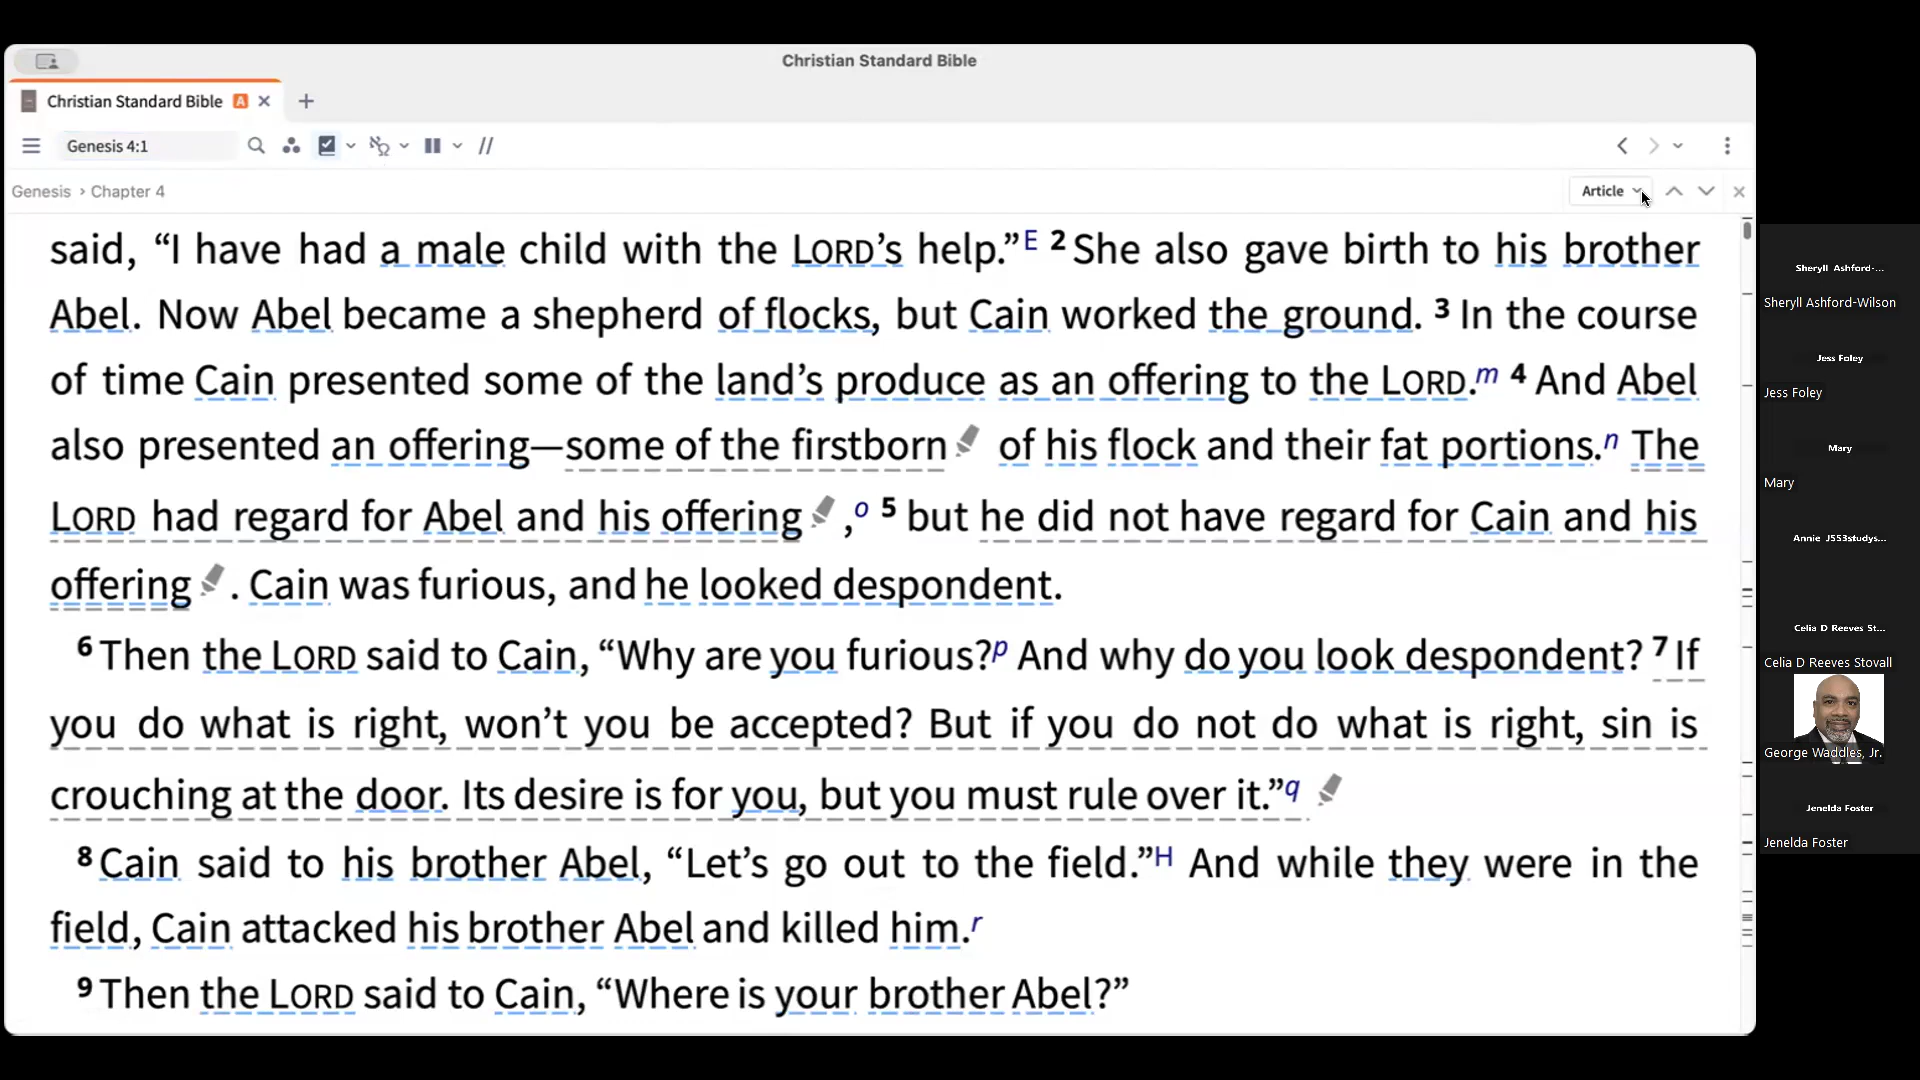 Christian Standard Bible
Christian Standard Bible A
Genesis 4:1
Genesis › Chapter 4
Article
said, “I have had a male child with the LORD’s help.”E 2 She also gave birth to his brother
Abel. Now Abel became a shepherd of flocks, but Cain worked the ground. 3 In the course
of time Cain presented some of the land’s produce as an offering to the LORD.m 4 And Abel
also presented an offering—some of the firstborn of his flock and their fat portions.n The
LORD had regard for Abel and his offering ,o 5 but he did not have regard for Cain and his
offering . Cain was furious, and he looked despondent.
6 Then the LORD said to Cain, “Why are you furious?p And why do you look despondent? 7 If
you do what is right, won’t you be accepted? But if you do not do what is right, sin is
crouching at the door. Its desire is for you, but you must rule over it.”q
8 Cain said to his brother Abel, “Let’s go out to the field.”H And while they were in the
field, Cain attacked his brother Abel and killed him.r
9 Then the LORD said to Cain, “Where is your brother Abel?”
Sheryll Ashford-...
Sheryll Ashford-Wilson
Jess Foley
Jess Foley
Mary
Mary
Annie J553studys...
Celia D Reeves St...
Celia D Reeves Stovall
George Waddles, Jr.
Jenelda Foster
Jenelda Foster